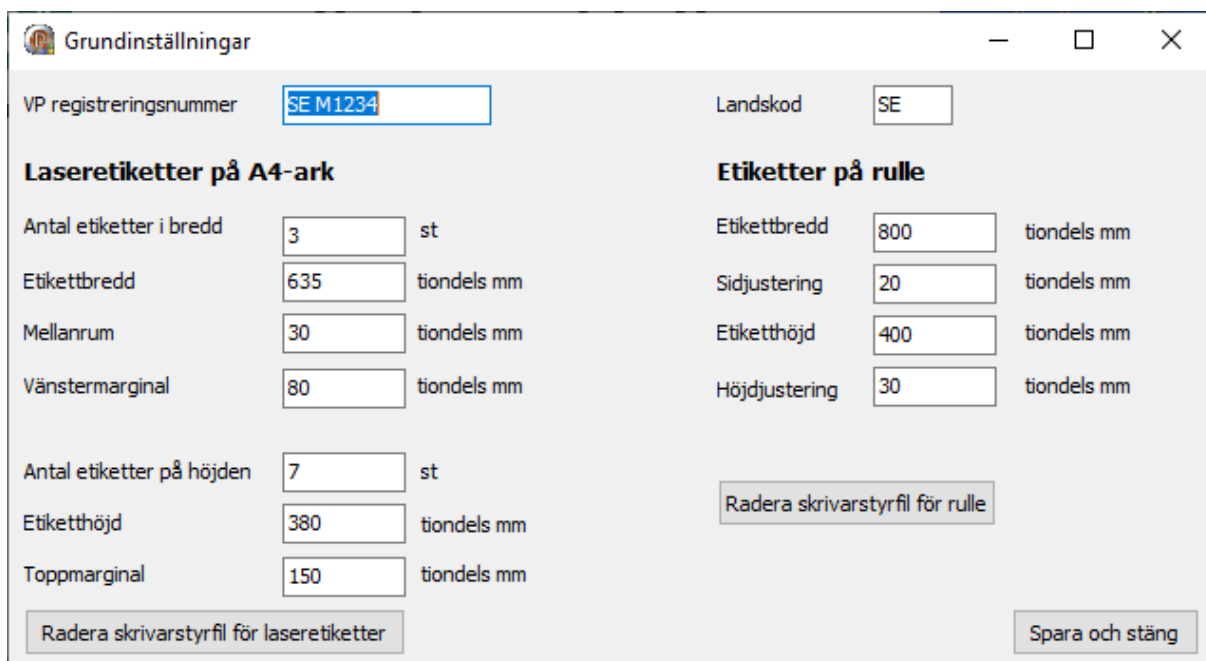 Grundinställningar
VP registreringsnummer SE M1234 Landskod SE
Laseretiketter på A4-ark
Antal etiketter i bredd 3 st
Etikettbredd 635 tiondels mm
Mellanrum 30 tiondels mm
Vänstermarginal 80 tiondels mm
Antal etiketter på höjden 7 st
Etiketthöjd 380 tiondels mm
Toppmarginal 150 tiondels mm
Radera skrivarstyrfil för laseretiketter
Etiketter på rulle
Etikettbredd 800 tiondels mm
Sidjustering 20 tiondels mm
Etiketthöjd 400 tiondels mm
Höjdjustering 30 tiondels mm
Radera skrivarstyrfil för rulle
Spara och stäng